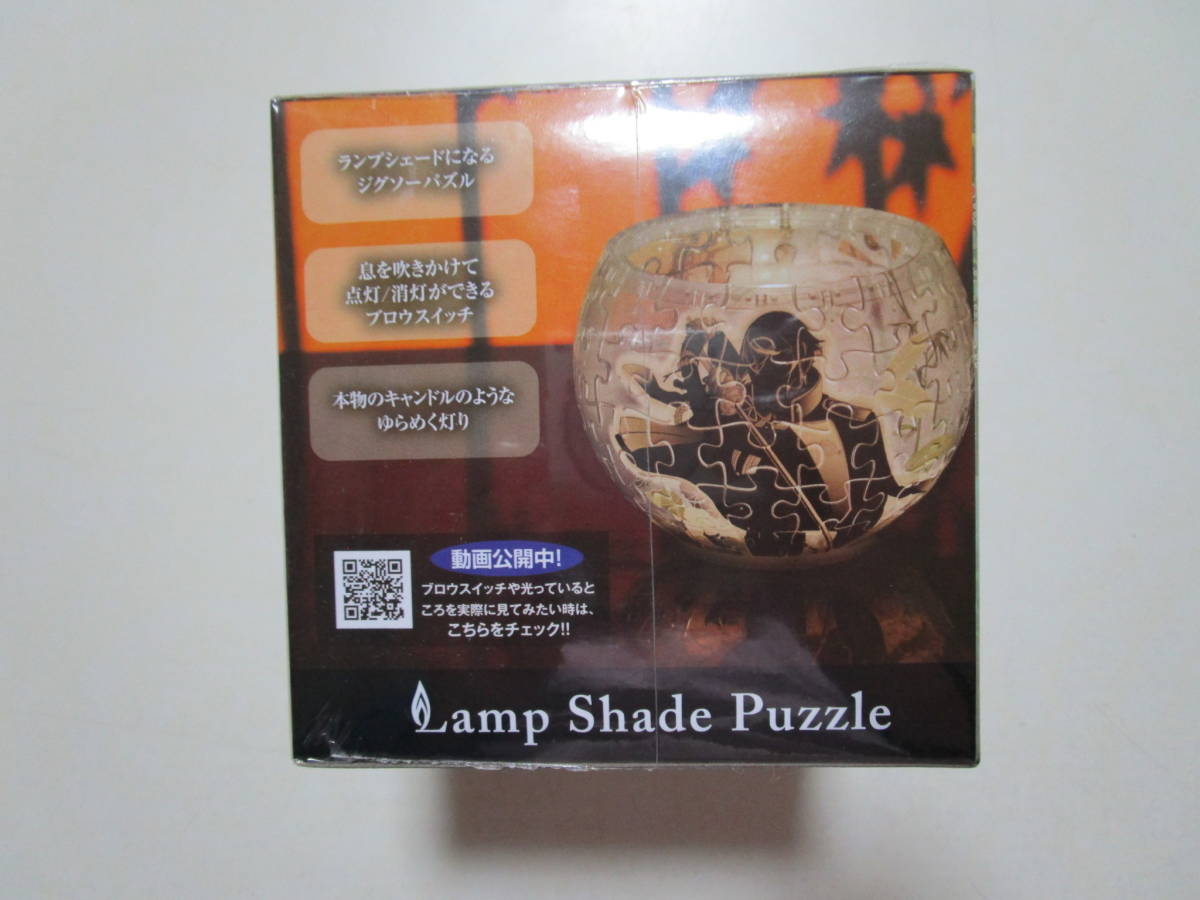 ランプシェードになる
ジグソーパズル
息を吹きかけて
点灯/消灯ができる
ブロウスイッチ
本物のキャンドルのような
ゆらめく灯り
動画公開中!
ブロウスイッチや光っていると
ころを実際に見てみたい時は、
こちらをチェック!!
Lamp Shade Puzzle